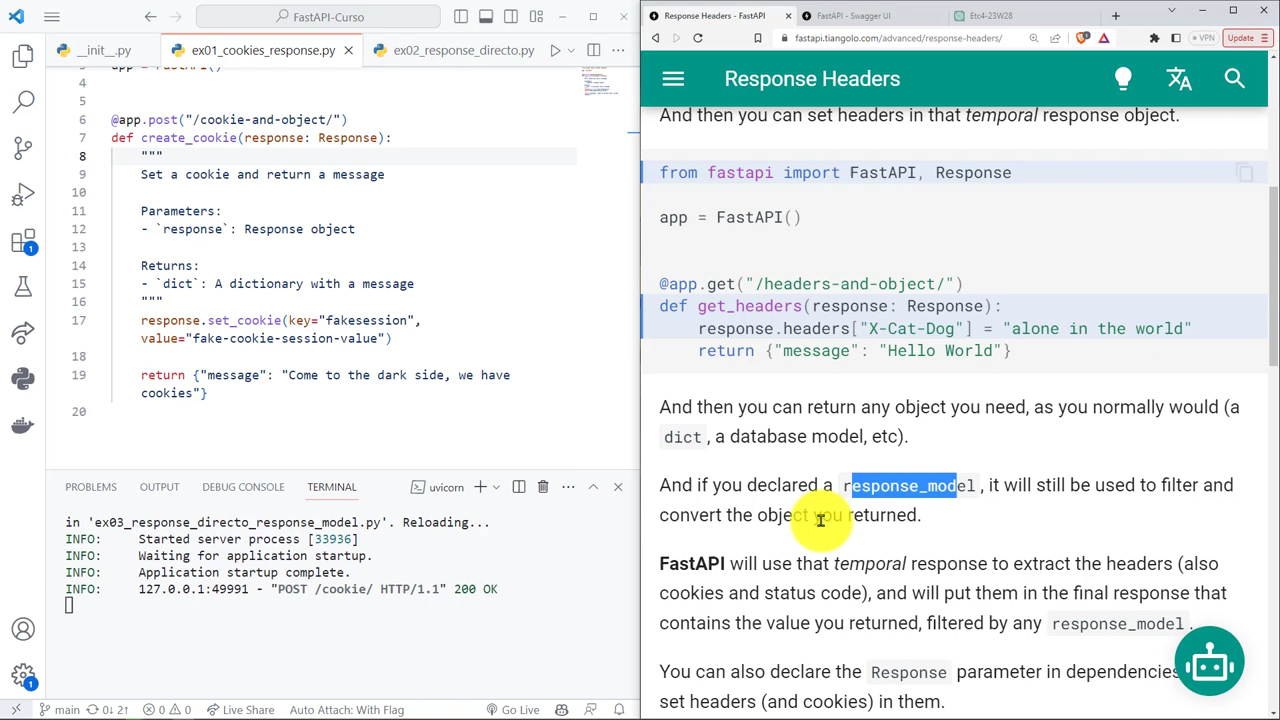 FastAPI-Curso
__init__.py
ex01_cookies_response.py
ex02_response_directo.py
4
5
6 @app.post("/cookie-and-object/")
7 def create_cookie(response: Response):
8 """
9 Set a cookie and return a message
10
11 Parameters:
12 - `response`: Response object
13
14 Returns:
15 - `dict`: A dictionary with a message
16 """
17 response.set_cookie(key="fakesession",
value="fake-cookie-session-value")
18
19 return {"message": "Come to the dark side, we have
cookies"}
20
PROBLEMS
OUTPUT
DEBUG CONSOLE
TERMINAL
uvicorn
in 'ex03_response_directo_response_model.py'. Reloading...
INFO: Started server process [33936]
INFO: Waiting for application startup.
INFO: Application startup complete.
INFO: 127.0.0.1:49991 - "POST /cookie/ HTTP/1.1" 200 OK
1
1
main 0↓ 2↑ 0 0 Live Share Auto Attach: With Flag Go Live
Response Headers - FastAPI
FastAPI - Swagger UI
Etc4-23W28
fastapi.tiangolo.com/advanced/response-headers/
VPN
Update
Response Headers
And then you can set headers in that temporal response object.
from fastapi import FastAPI, Response
app = FastAPI()
@app.get("/headers-and-object/")
def get_headers(response: Response):
response.headers["X-Cat-Dog"] = "alone in the world"
return {"message": "Hello World"}
And then you can return any object you need, as you normally would (a
dict, a database model, etc).
And if you declared a response_model, it will still be used to filter and
convert the object you returned.
FastAPI will use that temporal response to extract the headers (also
cookies and status code), and will put them in the final response that
contains the value you returned, filtered by any response_model.
You can also declare the Response parameter in dependencies
set headers (and cookies) in them.